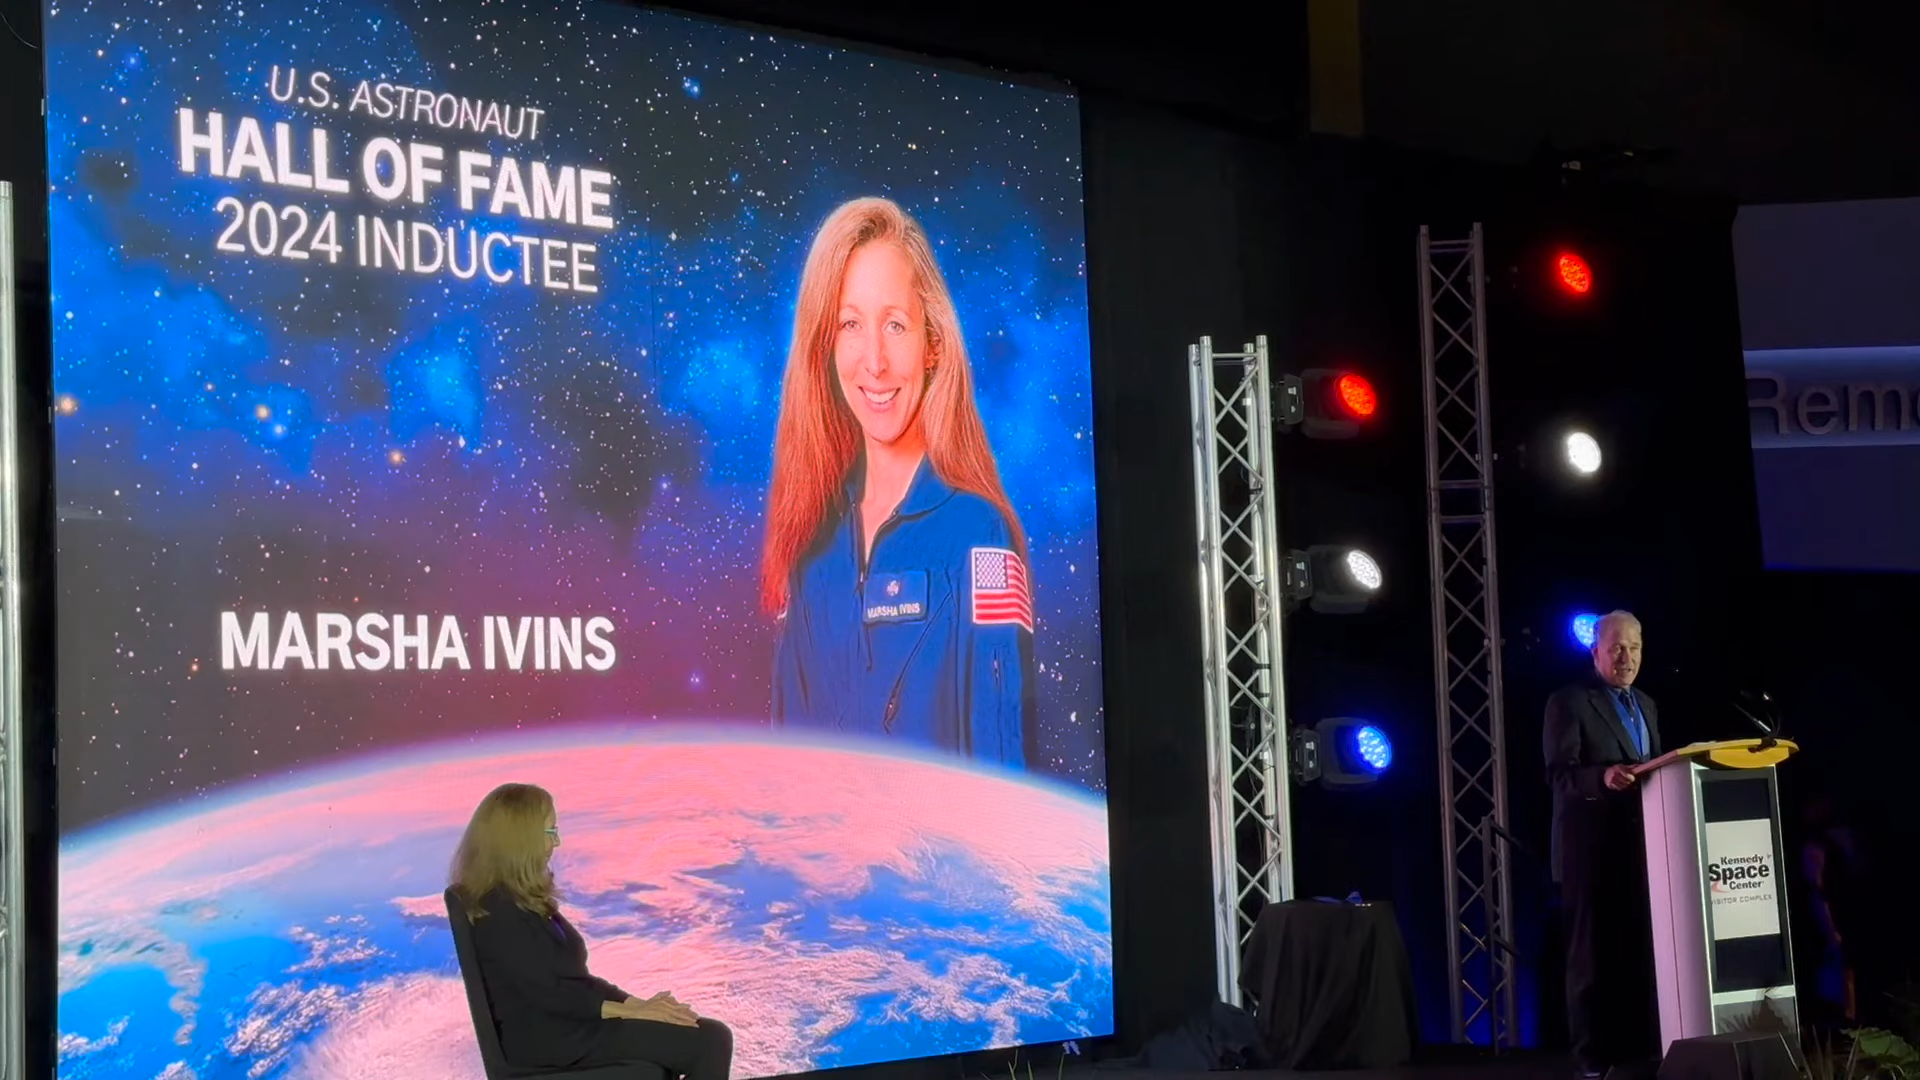 U.S. ASTRONAUT
HALL OF FAME
2024 INDUCTEE
MARSHA IVINS
MARSHA IVINS
Reme
Kennedy
Space
Center
VISITOR COMPLEX